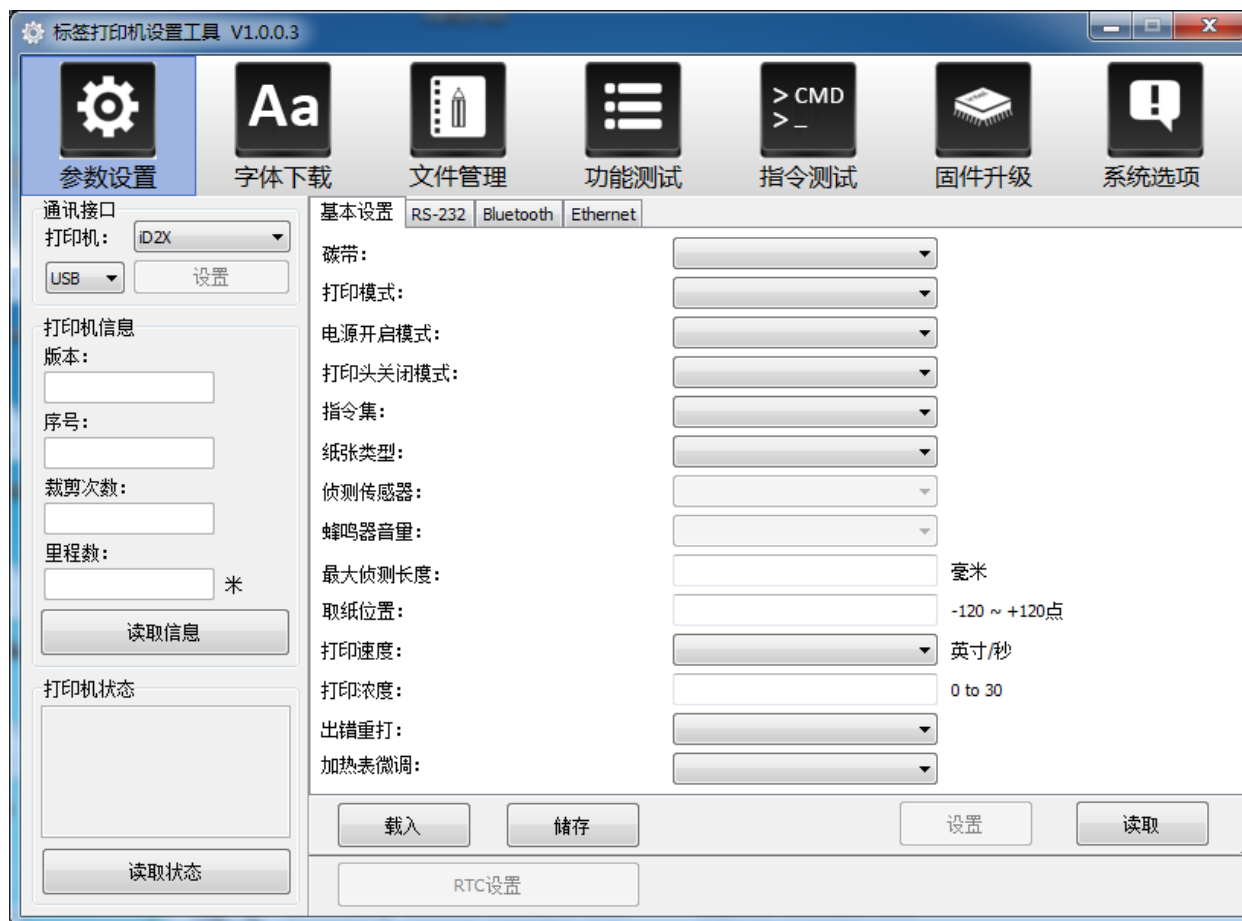 标签打印机设置工具 V1.0.0.3
Aa
> CMD
> _
参数设置 字体下载 文件管理 功能测试 指令测试 固件升级 系统选项
通讯接口
打印机： iD2X
USB 设置
打印机信息
版本：
序号：
裁剪次数：
里程数：
米
读取信息
打印机状态
读取状态
基本设置 RS-232 Bluetooth Ethernet
碳带：
打印模式：
电源开启模式：
打印头关闭模式：
指令集：
纸张类型：
侦测传感器：
蜂鸣器音量：
最大侦测长度： 毫米
取纸位置： -120 ~ +120点
打印速度： 英寸/秒
打印浓度： 0 to 30
出错重打：
加热表微调：
载入 储存 设置 读取
RTC设置